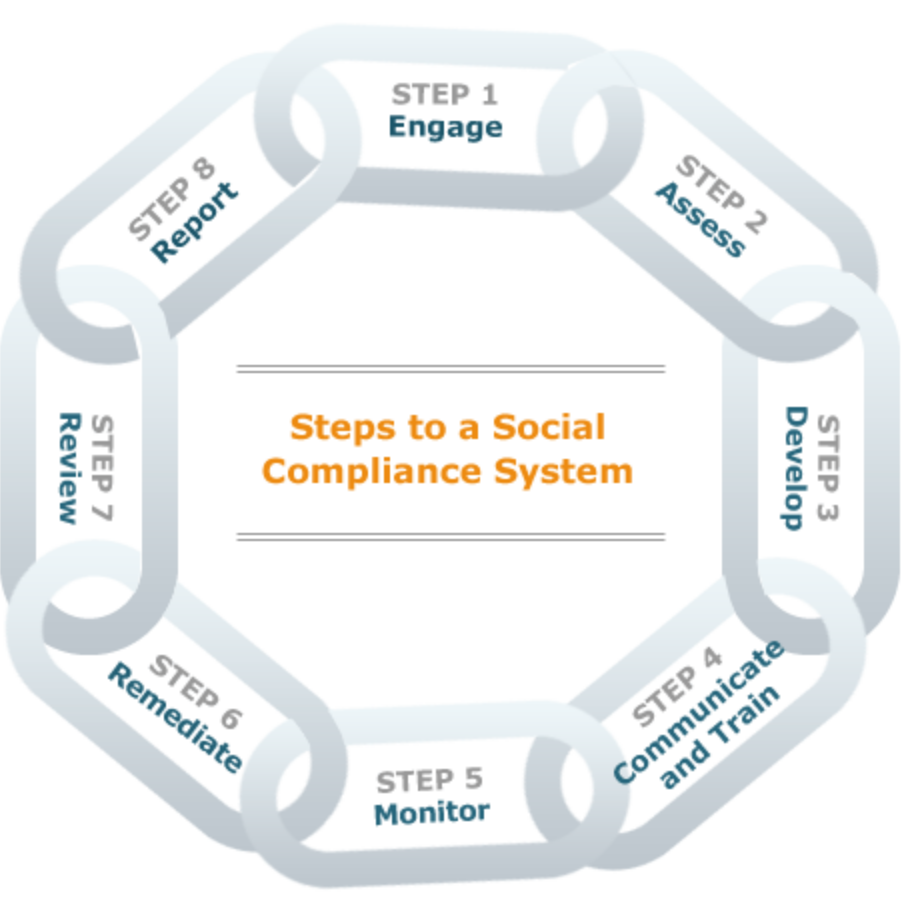 STEP 1
Engage
STEP 2
Assess
STEP 3
Develop
STEP 4
Communicate
and Train
STEP 5
Monitor
STEP 6
Remediate
STEP 7
Review
STEP 8
Report
Steps to a Social
Compliance System